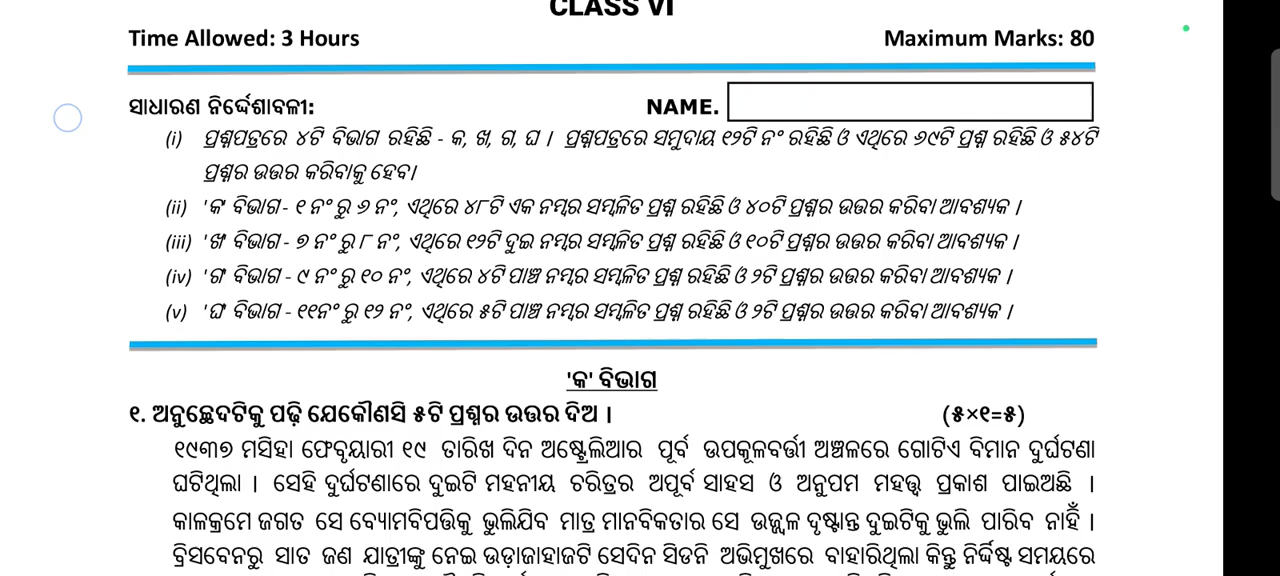 CLASS VI
Time Allowed: 3 Hours Maximum Marks: 80
ସାଧାରଣ ନିର୍ଦ୍ଦେଶାବଳୀ: NAME.
(i) ପ୍ରଶ୍ନପତ୍ରରେ ୪ଟି ବିଭାଗ ରହିଛି - କ, ଖ, ଗ, ଘ । ପ୍ରଶ୍ନପତ୍ରରେ ସମୁଦାୟ ୧୨ଟି ନଂ ରହିଛି ଓ ଏଥିରେ ୬୯ଟି ପ୍ରଶ୍ନ ରହିଛି ଓ ୫୪ଟି
ପ୍ରଶ୍ନର ଉତ୍ତର କରିବାକୁ ହେବ।
(ii) 'କ' ବିଭାଗ - ୧ ନଂ ରୁ ୬ ନଂ, ଏଥିରେ ୪୮ଟି ଏକ ନମ୍ବର ସମ୍ବଳିତ ପ୍ରଶ୍ନ ରହିଛି ଓ ୪୦ଟି ପ୍ରଶ୍ନର ଉତ୍ତର କରିବା ଆବଶ୍ୟକ ।
(iii) 'ଖ' ବିଭାଗ - ୭ ନଂ ରୁ ୮ ନଂ, ଏଥିରେ ୧୨ଟି ଦୁଇ ନମ୍ବର ସମ୍ବଳିତ ପ୍ରଶ୍ନ ରହିଛି ଓ ୧୦ଟି ପ୍ରଶ୍ନର ଉତ୍ତର କରିବା ଆବଶ୍ୟକ ।
(iv) 'ଗ' ବିଭାଗ - ୯ ନଂ ରୁ ୧୦ ନଂ, ଏଥିରେ ୪ଟି ପାଞ୍ଚ ନମ୍ବର ସମ୍ବଳିତ ପ୍ରଶ୍ନ ରହିଛି ଓ ୨ଟି ପ୍ରଶ୍ନର ଉତ୍ତର କରିବା ଆବଶ୍ୟକ ।
(v) 'ଘ' ବିଭାଗ - ୧୧ନଂ ରୁ ୧୨ ନଂ, ଏଥିରେ ୫ଟି ପାଞ୍ଚ ନମ୍ବର ସମ୍ବଳିତ ପ୍ରଶ୍ନ ରହିଛି ଓ ୨ଟି ପ୍ରଶ୍ନର ଉତ୍ତର କରିବା ଆବଶ୍ୟକ ।
'କ' ବିଭାଗ
୧. ଅନୁଚ୍ଛେଦଟିକୁ ପଢ଼ି ଯେକୌଣସି ୫ଟି ପ୍ରଶ୍ନର ଉତ୍ତର ଦିଅ । (୫×୧=୫)
୧୯୩୭ ମସିହା ଫେବୃୟାରୀ ୧୯ ତାରିଖ ଦିନ ଅଷ୍ଟ୍ରେଲିଆର ପୂର୍ବ ଉପକୂଳବର୍ତ୍ତୀ ଅଞ୍ଚଳରେ ଗୋଟିଏ ବିମାନ ଦୁର୍ଘଟଣା
ଘଟିଥିଲା । ସେହି ଦୁର୍ଘଟଣାରେ ଦୁଇଟି ମହନୀୟ ଚରିତ୍ରର ଅପୂର୍ବ ସାହସ ଓ ଅନୁପମ ମହତ୍ତ୍ୱ ପ୍ରକାଶ ପାଇଅଛି ।
କାଳକ୍ରମେ ଜଗତ ସେ ବ୍ୟୋମବିପତ୍ତିକୁ ଭୁଲିଯିବ ମାତ୍ର ମାନବିକତାର ସେ ଉଜ୍ଜ୍ୱଳ ଦୃଷ୍ଟାନ୍ତ ଦୁଇଟିକୁ ଭୁଲି ପାରିବ ନାହିଁ ।
ବ୍ରିସବେନରୁ ସାତ ଜଣ ଯାତ୍ରୀଙ୍କୁ ନେଇ ଉଡ଼ାଜାହାଜଟି ସେଦିନ ସିଡନି ଅଭିମୁଖରେ ବାହାରିଥିଲା କିନ୍ତୁ ନିର୍ଦ୍ଦିଷ୍ଟ ସମୟରେ